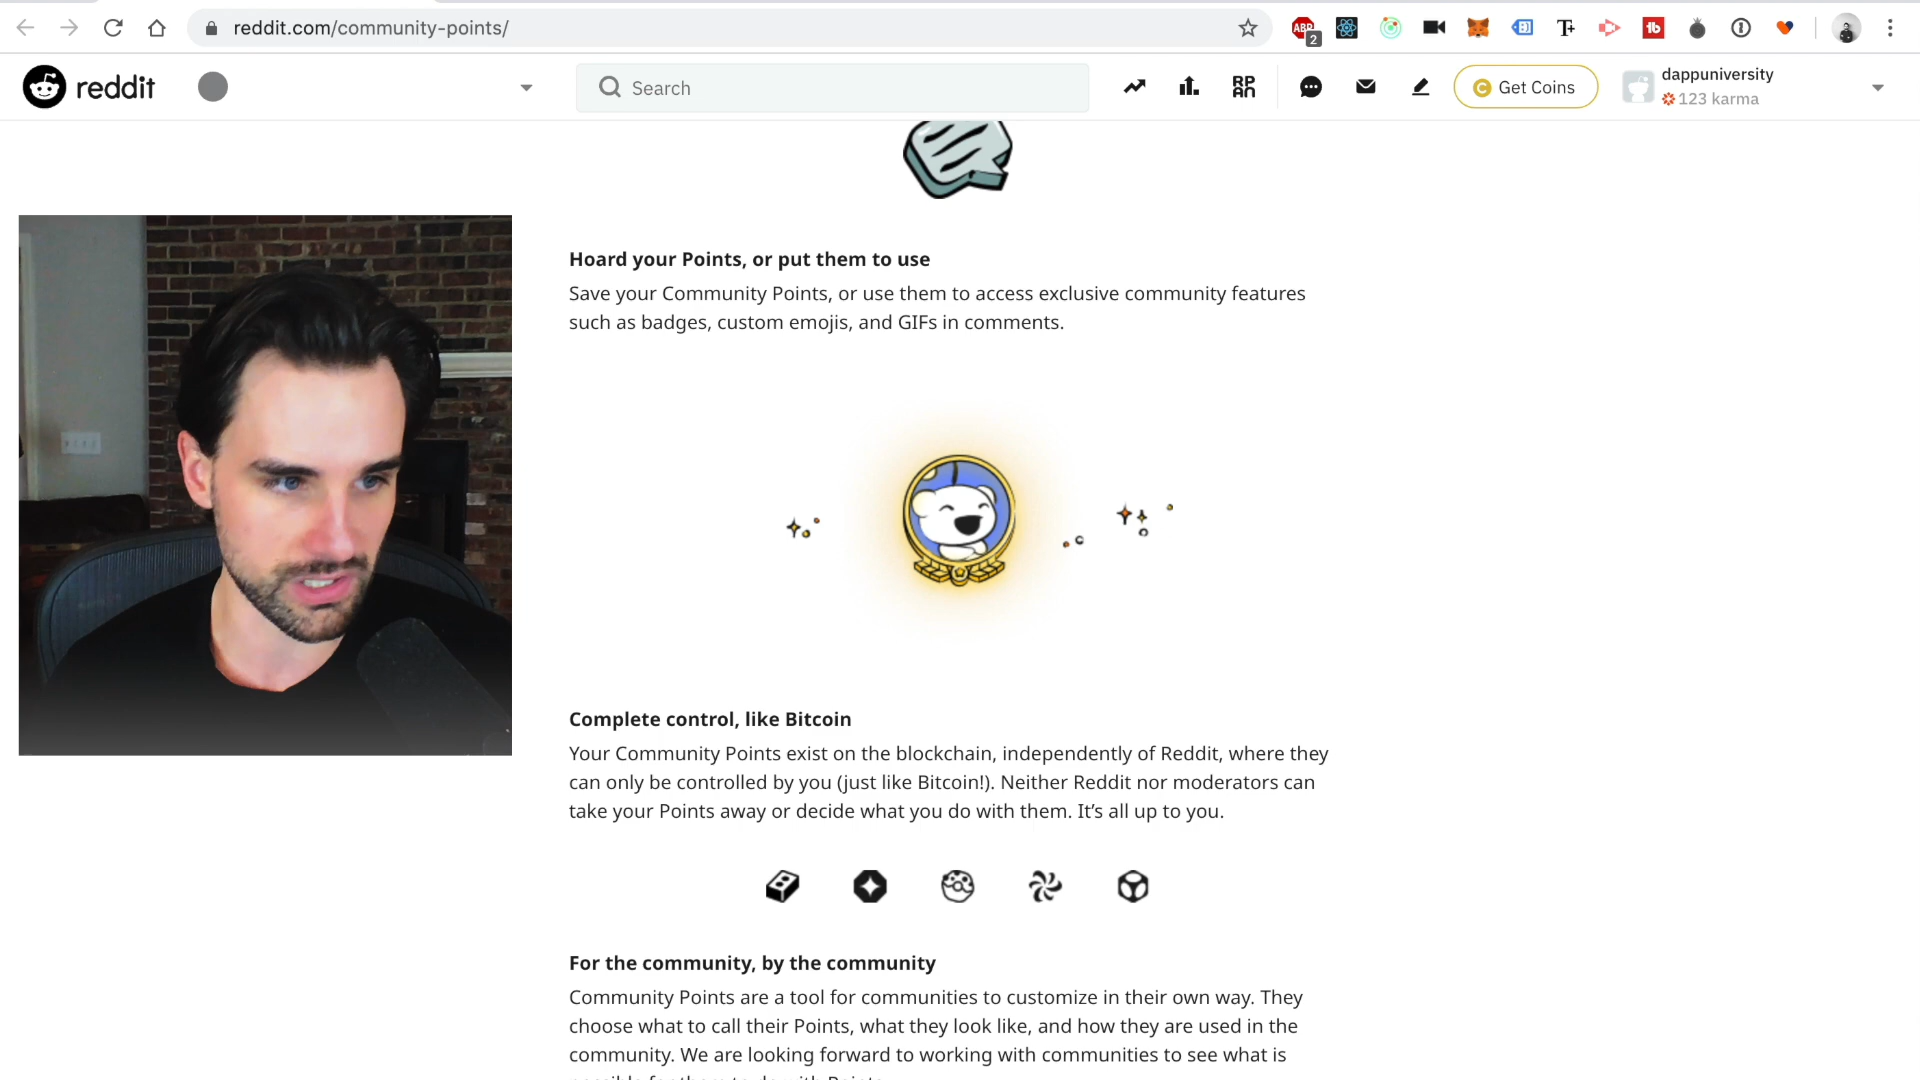 reddit.com/community-points/
ABP
2
reddit
Search
Get Coins
dappuniversity
123 karma
Hoard your Points, or put them to use
Save your Community Points, or use them to access exclusive community features
such as badges, custom emojis, and GIFs in comments.
Complete control, like Bitcoin
Your Community Points exist on the blockchain, independently of Reddit, where they
can only be controlled by you (just like Bitcoin!). Neither Reddit nor moderators can
take your Points away or decide what you do with them. It’s all up to you.
For the community, by the community
Community Points are a tool for communities to customize in their own way. They
choose what to call their Points, what they look like, and how they are used in the
community. We are looking forward to working with communities to see what is